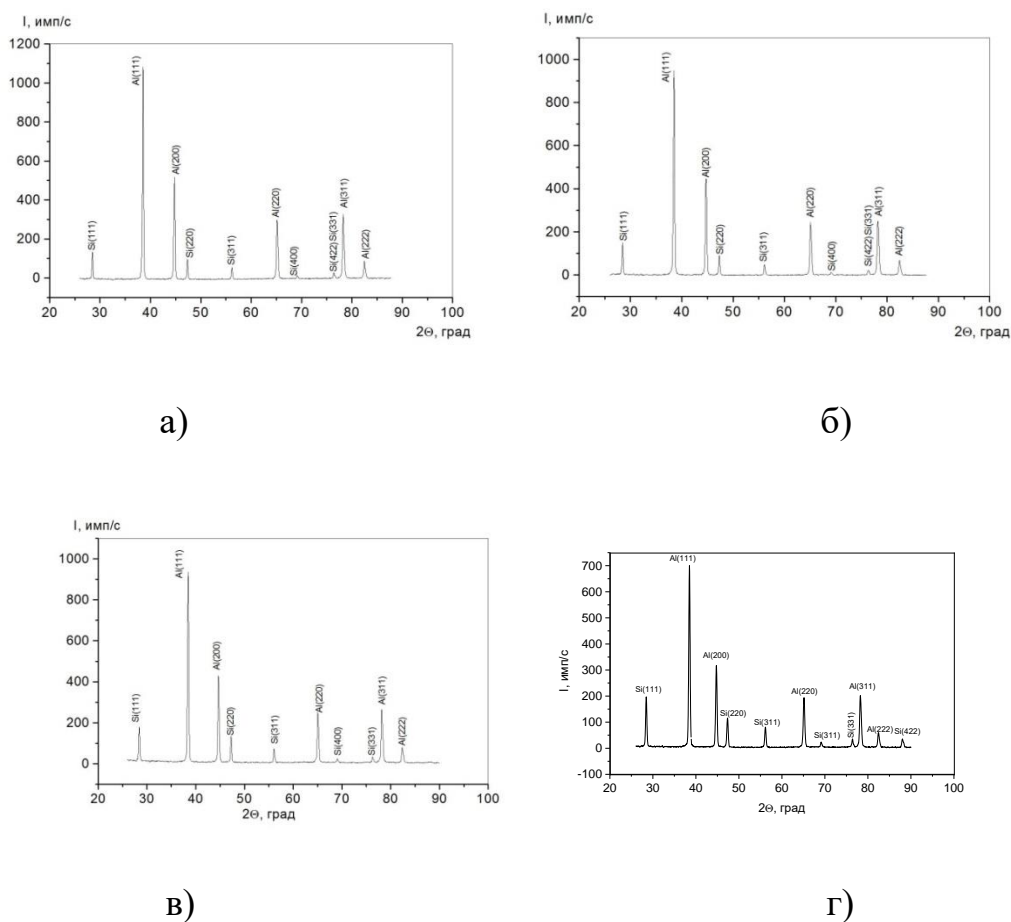 I, имп/с
1200
1000
800
600
400
200
0
-200
20 30 40 50 60 70 80 90 100
2Θ, град
Si(111)
Al(111)
Al(200)
Si(220)
Si(311)
Al(220)
Si(400)
Si(422) Si(331)
Al(311)
Al(222)
а)
I, имп/с
1000
800
600
400
200
0
20 30 40 50 60 70 80 90 100
2Θ, град
Si(111)
Al(111)
Al(200)
Si(220)
Si(311)
Al(220)
Si(400)
Si(422) Si(331)
Al(311)
Al(222)
б)
I, имп/с
1000
800
600
400
200
0
20 30 40 50 60 70 80 90 100
2Θ, град
Si(111)
Al(111)
Al(200)
Si(220)
Si(311)
Al(220)
Si(400)
Si(331)
Al(311)
Al(222)
в)
I, имп/с
700
600
500
400
300
200
100
0
-100
20 30 40 50 60 70 80 90 100
2Θ, град
Si(111)
Al(111)
Al(200)
Si(220)
Si(311)
Al(220)
Si(311)
Si(331)
Al(311)
Al(222)
Si(422)
г)